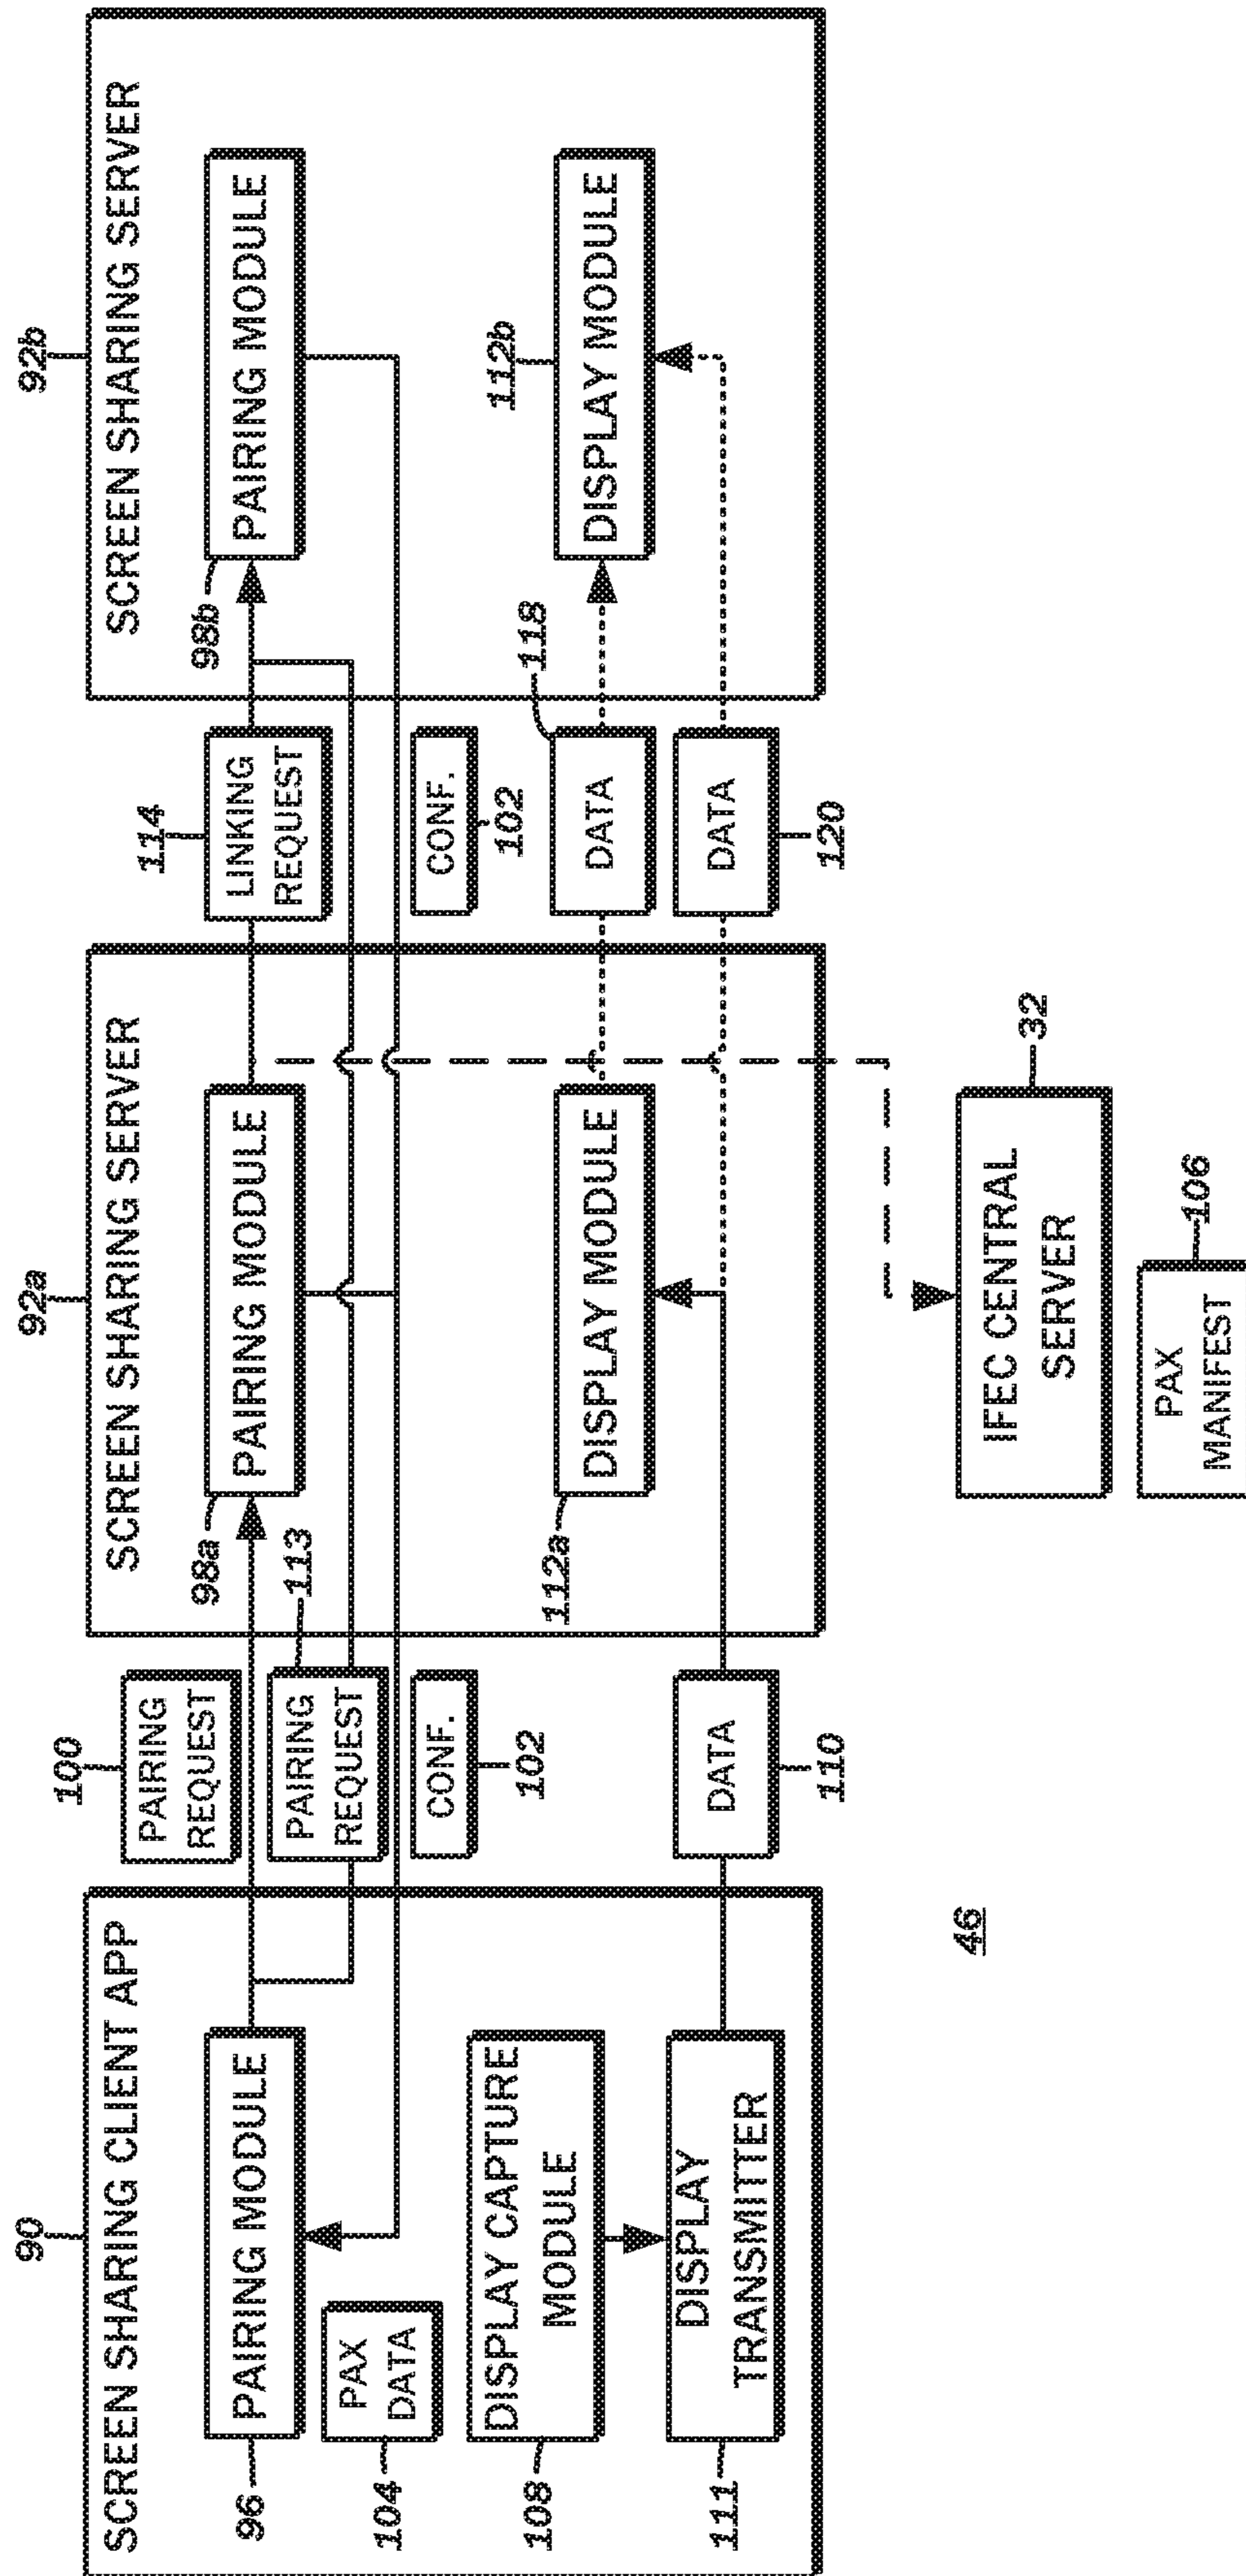 90
SCREEN SHARING CLIENT APP
96
PAIRING MODULE
104
PAX
DATA
108
DISPLAY CAPTURE
MODULE
111
DISPLAY
TRANSMITTER
100
PAIRING
REQUEST
113
PAIRING
REQUEST
CONF.
102
DATA
110
92a
SCREEN SHARING SERVER
98a
PAIRING MODULE
112a
DISPLAY MODULE
114
LINKING
REQUEST
CONF.
102
118
DATA
DATA
120
92b
SCREEN SHARING SERVER
98b
PAIRING MODULE
112b
DISPLAY MODULE
46
IFEC CENTRAL
SERVER
32
PAX
MANIFEST
106